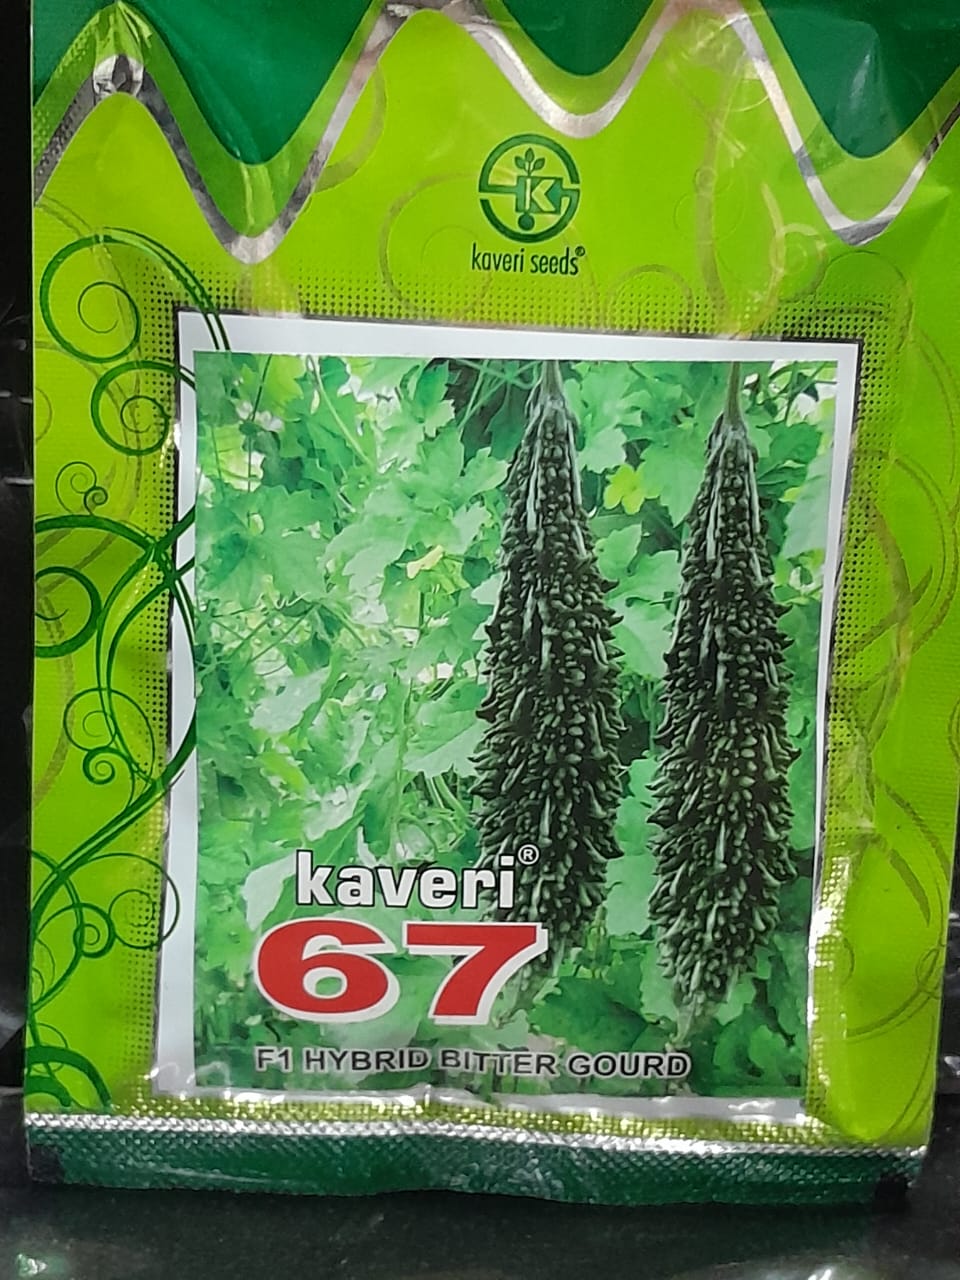 K
kaveri seeds®
kaveri®
67
F1 HYBRID BITTER GOURD